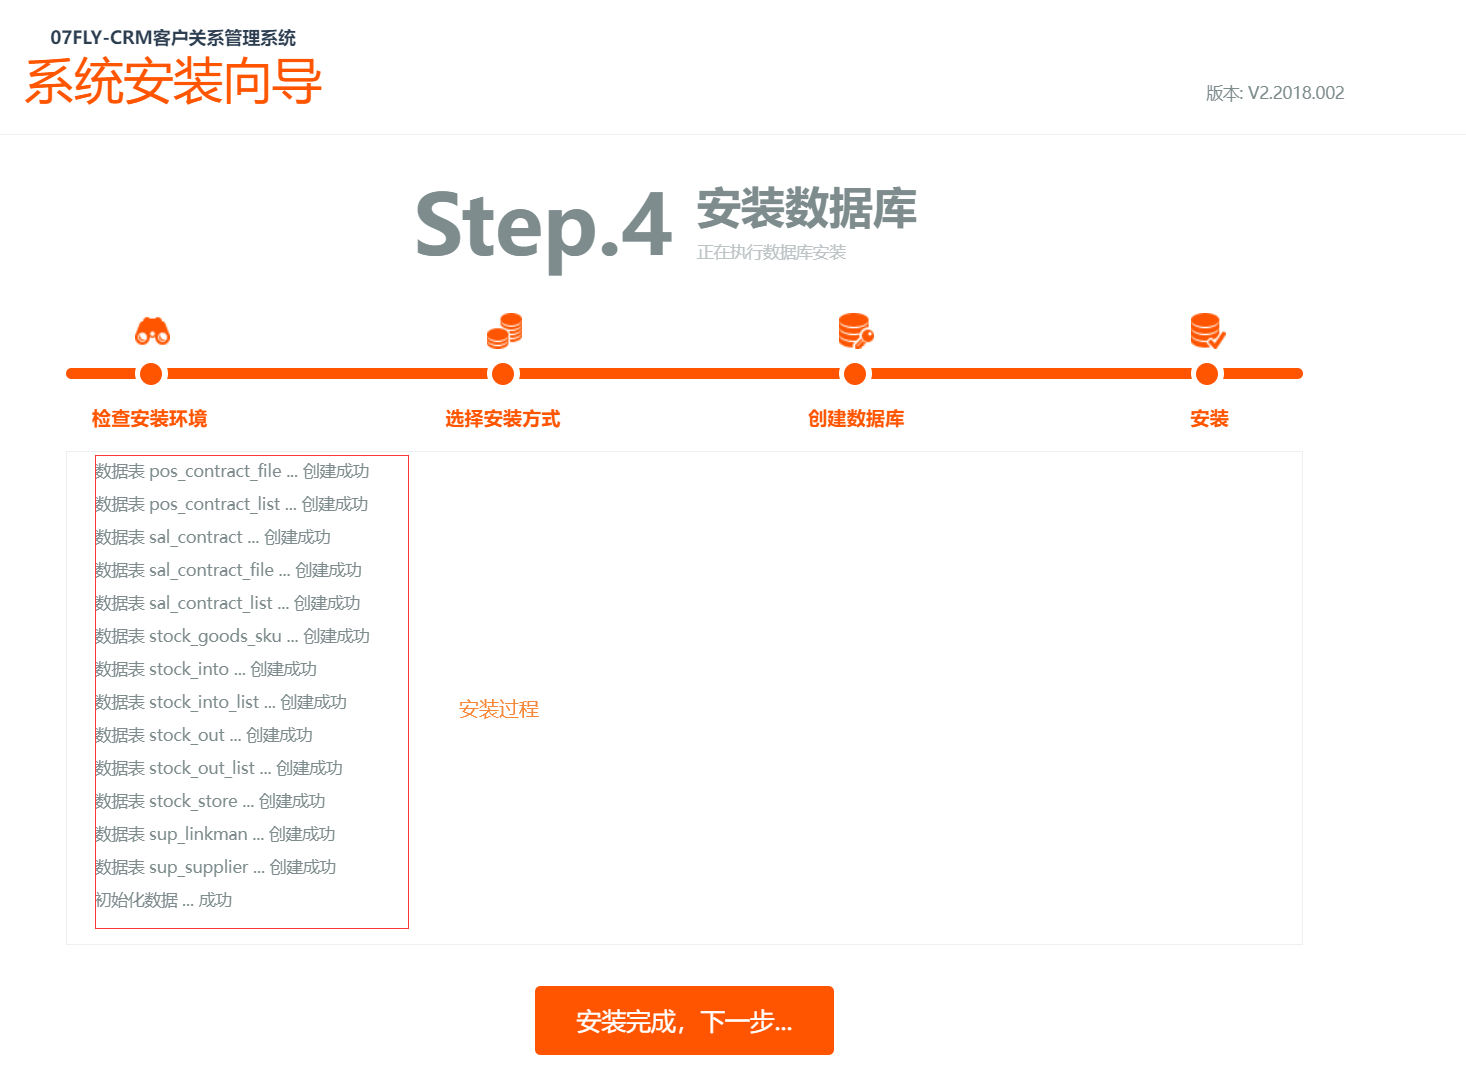 07FLY-CRM客户关系管理系统
系统安装向导
版本: V2.2018.002
Step.4
安装数据库
正在执行数据库安装
检查安装环境
选择安装方式
创建数据库
安装
数据表 pos_contract_file ... 创建成功
数据表 pos_contract_list ... 创建成功
数据表 sal_contract ... 创建成功
数据表 sal_contract_file ... 创建成功
数据表 sal_contract_list ... 创建成功
数据表 stock_goods_sku ... 创建成功
数据表 stock_into ... 创建成功
数据表 stock_into_list ... 创建成功
数据表 stock_out ... 创建成功
数据表 stock_out_list ... 创建成功
数据表 stock_store ... 创建成功
数据表 sup_linkman ... 创建成功
数据表 sup_supplier ... 创建成功
初始化数据 ... 成功
安装过程
安装完成，下一步...